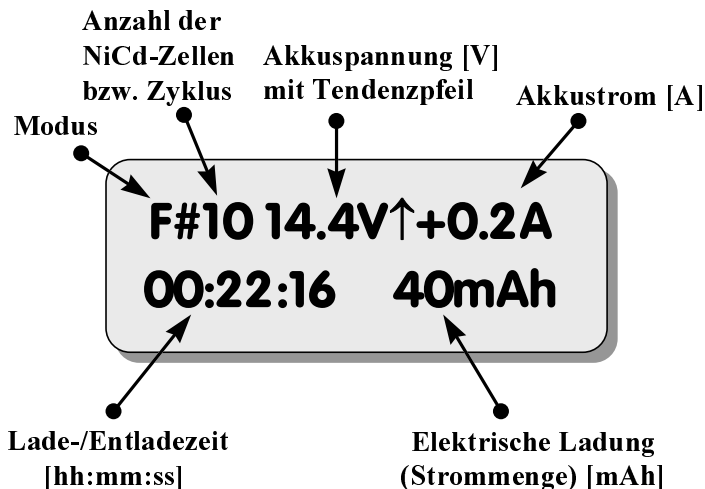 Anzahl der
NiCd-Zellen
bzw. Zyklus
Akkuspannung [V]
mit Tendenzpfeil
Akkustrom [A]
Modus
F#10 14.4V↑+0.2A
00:22:16 40mAh
Lade-/Entladezeit
[hh:mm:ss]
Elektrische Ladung
(Strommenge) [mAh]